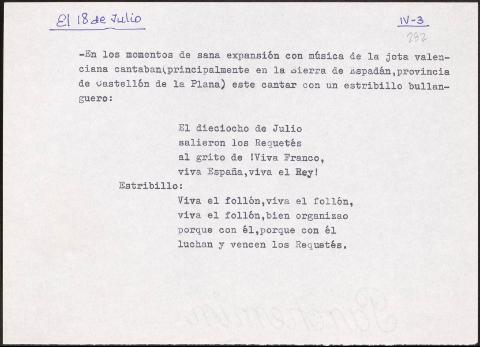 El 18 de Julio
IV-3
282
-En los momentos de sana expansión con música de la jota valen-
ciana cantaban(principalmente en la Sierra de Espadán,provincia
de Castellón de la Plana) este cantar con un estribillo bullan-
guero:
El dieciocho de Julio
salieron los Requetés
al grito de !Viva Franco,
viva España,viva el Rey!
Estribillo:
Viva el follón,viva el follón,
viva el follón,bien organizao
porque con él,porque con él
luchan y vencen los Requetés.